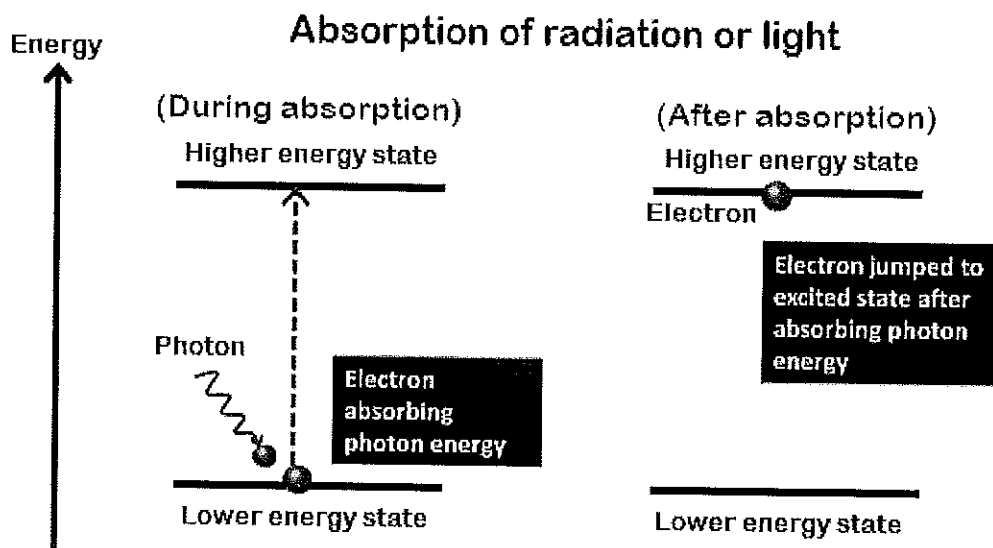 Absorption of radiation or light
Energy
(During absorption)
Higher energy state
Photon
Electron
absorbing
photon energy
Lower energy state
(After absorption)
Higher energy state
Electron
Electron jumped to
excited state after
absorbing photon
energy
Lower energy state